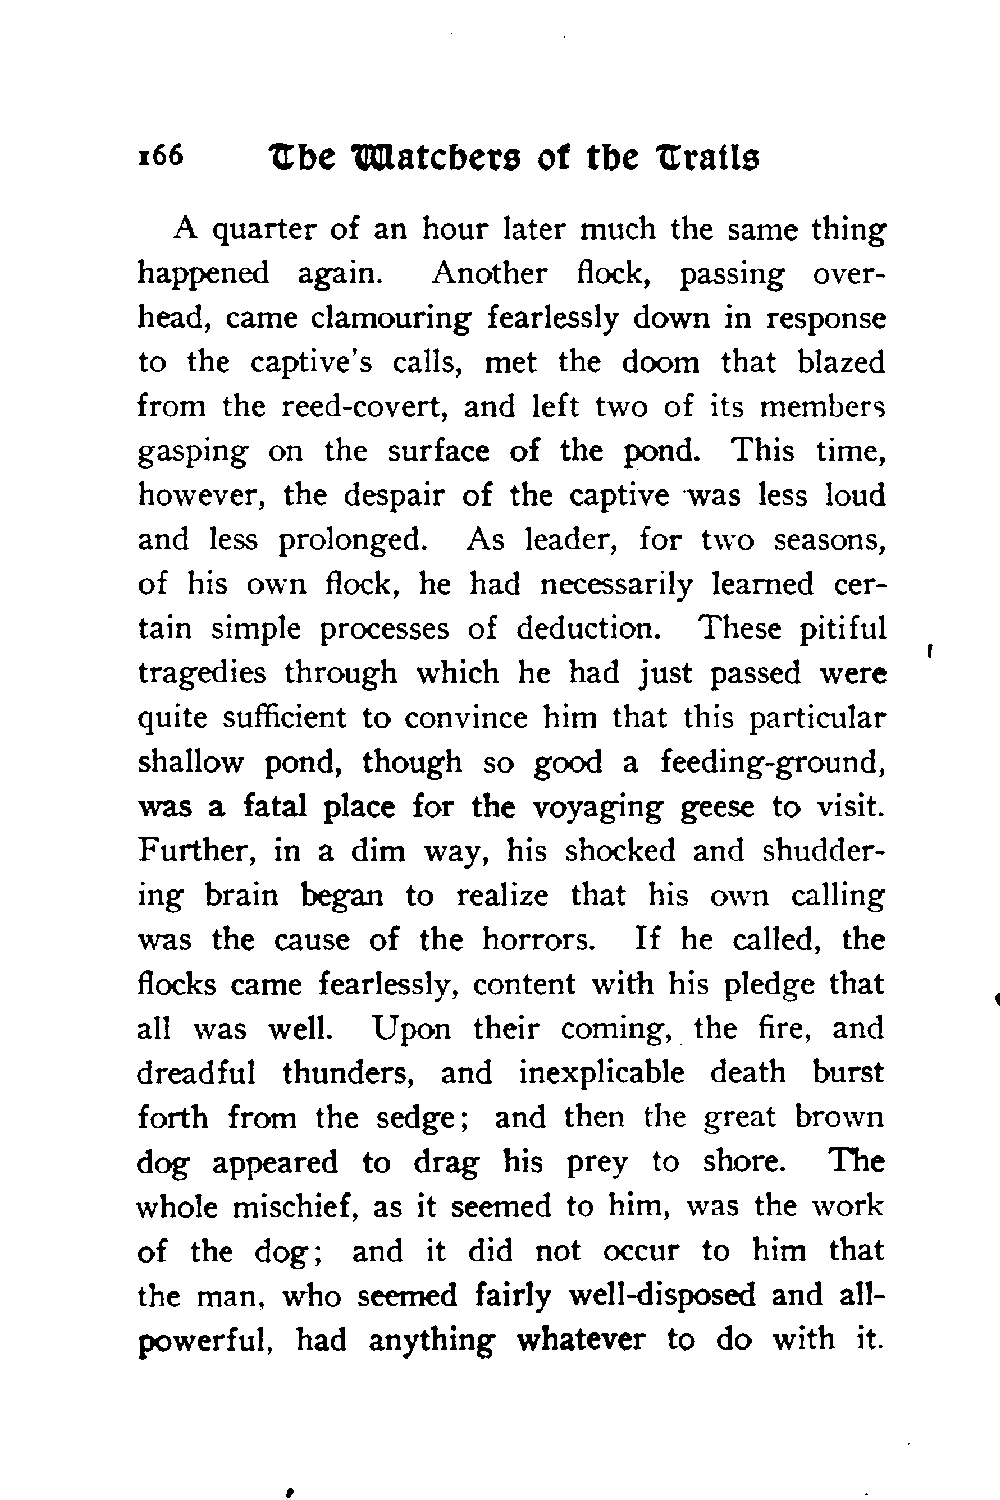 166 The Watchers of the Trails
A quarter of an hour later much the same thing
happened again. Another flock, passing over-
head, came clamouring fearlessly down in response
to the captive's calls, met the doom that blazed
from the reed-covert, and left two of its members
gasping on the surface of the pond. This time,
however, the despair of the captive was less loud
and less prolonged. As leader, for two seasons,
of his own flock, he had necessarily learned cer-
tain simple processes of deduction. These pitiful
tragedies through which he had just passed were
quite sufficient to convince him that this particular
shallow pond, though so good a feeding-ground,
was a fatal place for the voyaging geese to visit.
Further, in a dim way, his shocked and shudder-
ing brain began to realize that his own calling
was the cause of the horrors. If he called, the
flocks came fearlessly, content with his pledge that
all was well. Upon their coming, the fire, and
dreadful thunders, and inexplicable death burst
forth from the sedge; and then the great brown
dog appeared to drag his prey to shore. The
whole mischief, as it seemed to him, was the work
of the dog; and it did not occur to him that
the man, who seemed fairly well-disposed and all-
powerful, had anything whatever to do with it.